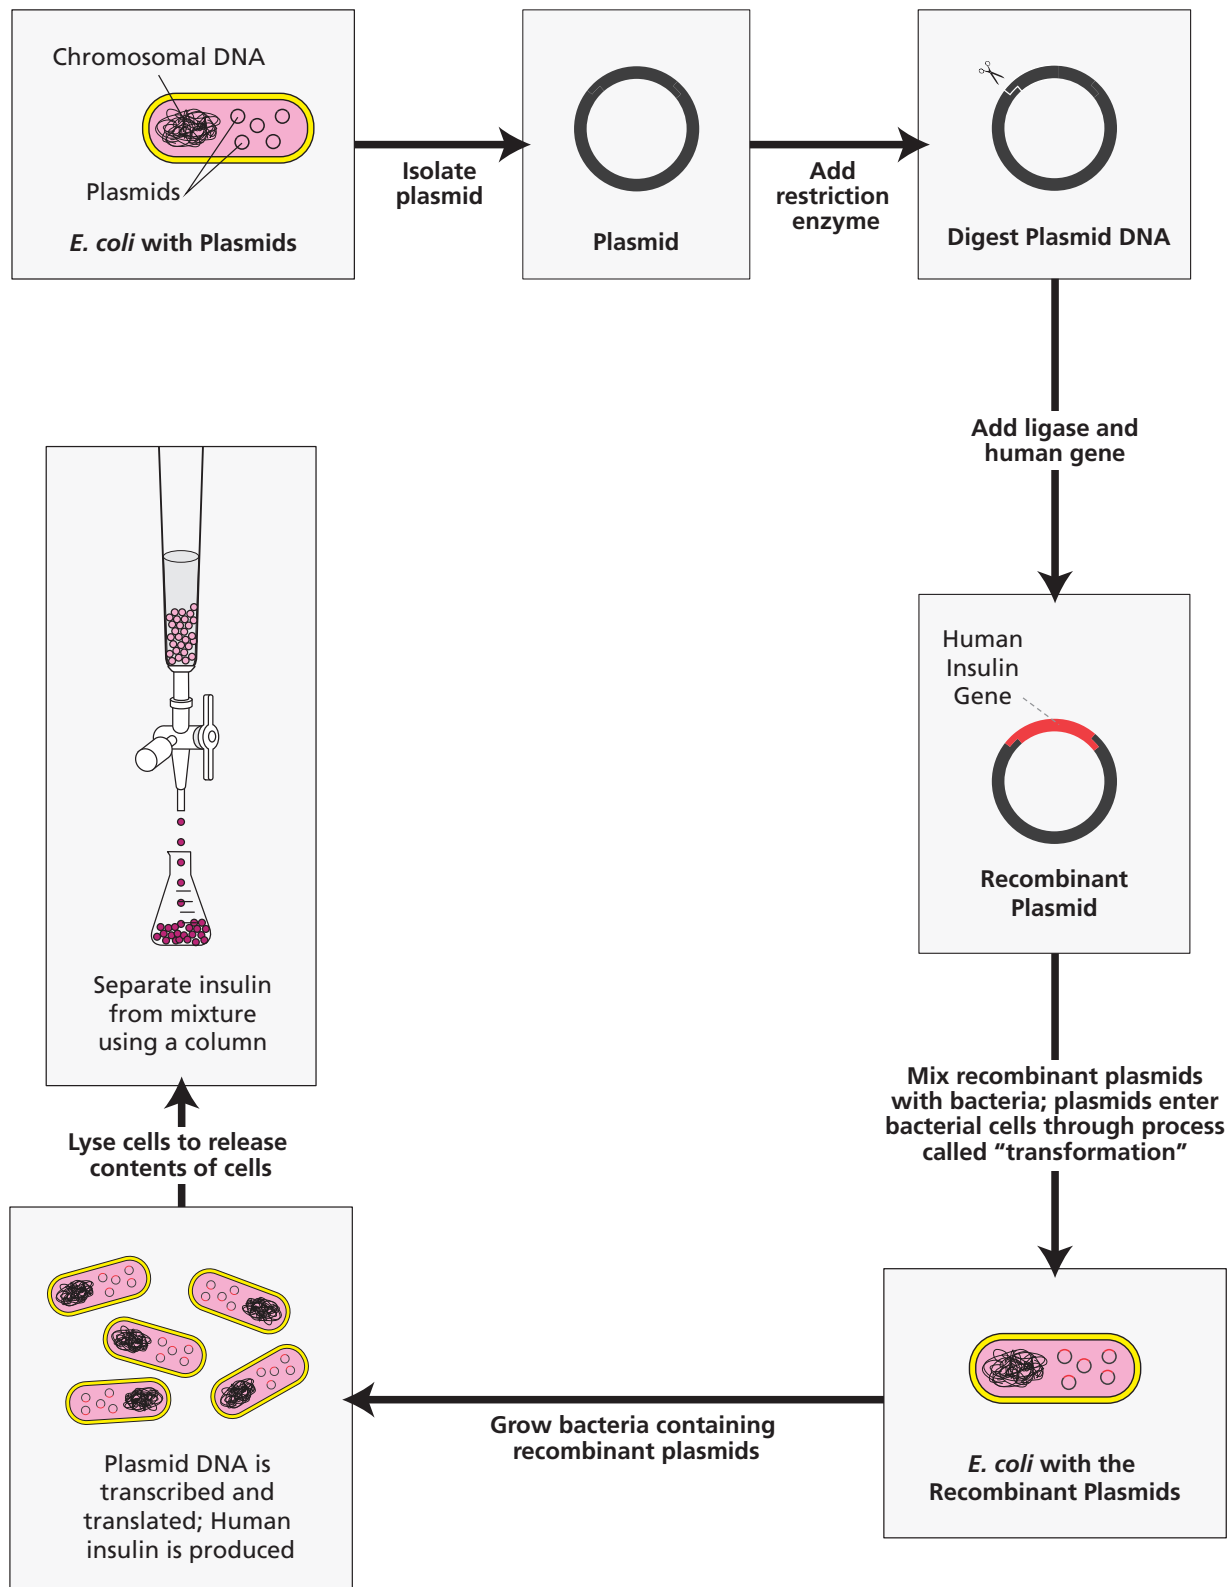 Chromosomal DNA
Plasmids
E. coli with Plasmids
Isolate
plasmid
Plasmid
Add
restriction
enzyme
Digest Plasmid DNA
Add ligase and
human gene
Human
Insulin
Gene
Recombinant
Plasmid
Mix recombinant plasmids
with bacteria; plasmids enter
bacterial cells through process
called “transformation”
E. coli with the
Recombinant Plasmids
Grow bacteria containing
recombinant plasmids
Plasmid DNA is
transcribed and
translated; Human
insulin is produced
Lyse cells to release
contents of cells
Separate insulin
from mixture
using a column